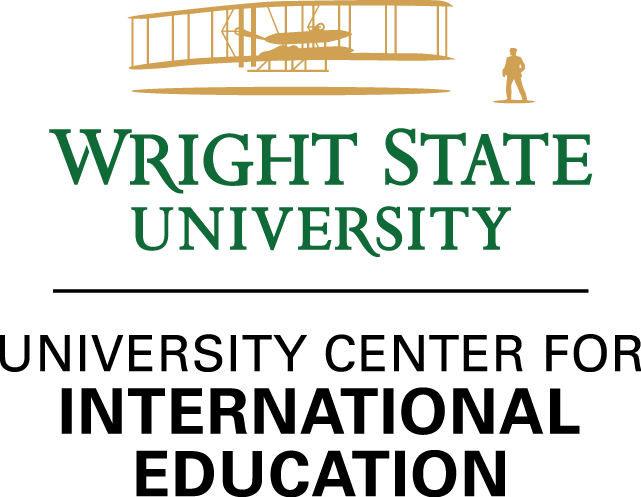 WRIGHT STATE
UNIVERSITY
UNIVERSITY CENTER FOR
INTERNATIONAL
EDUCATION